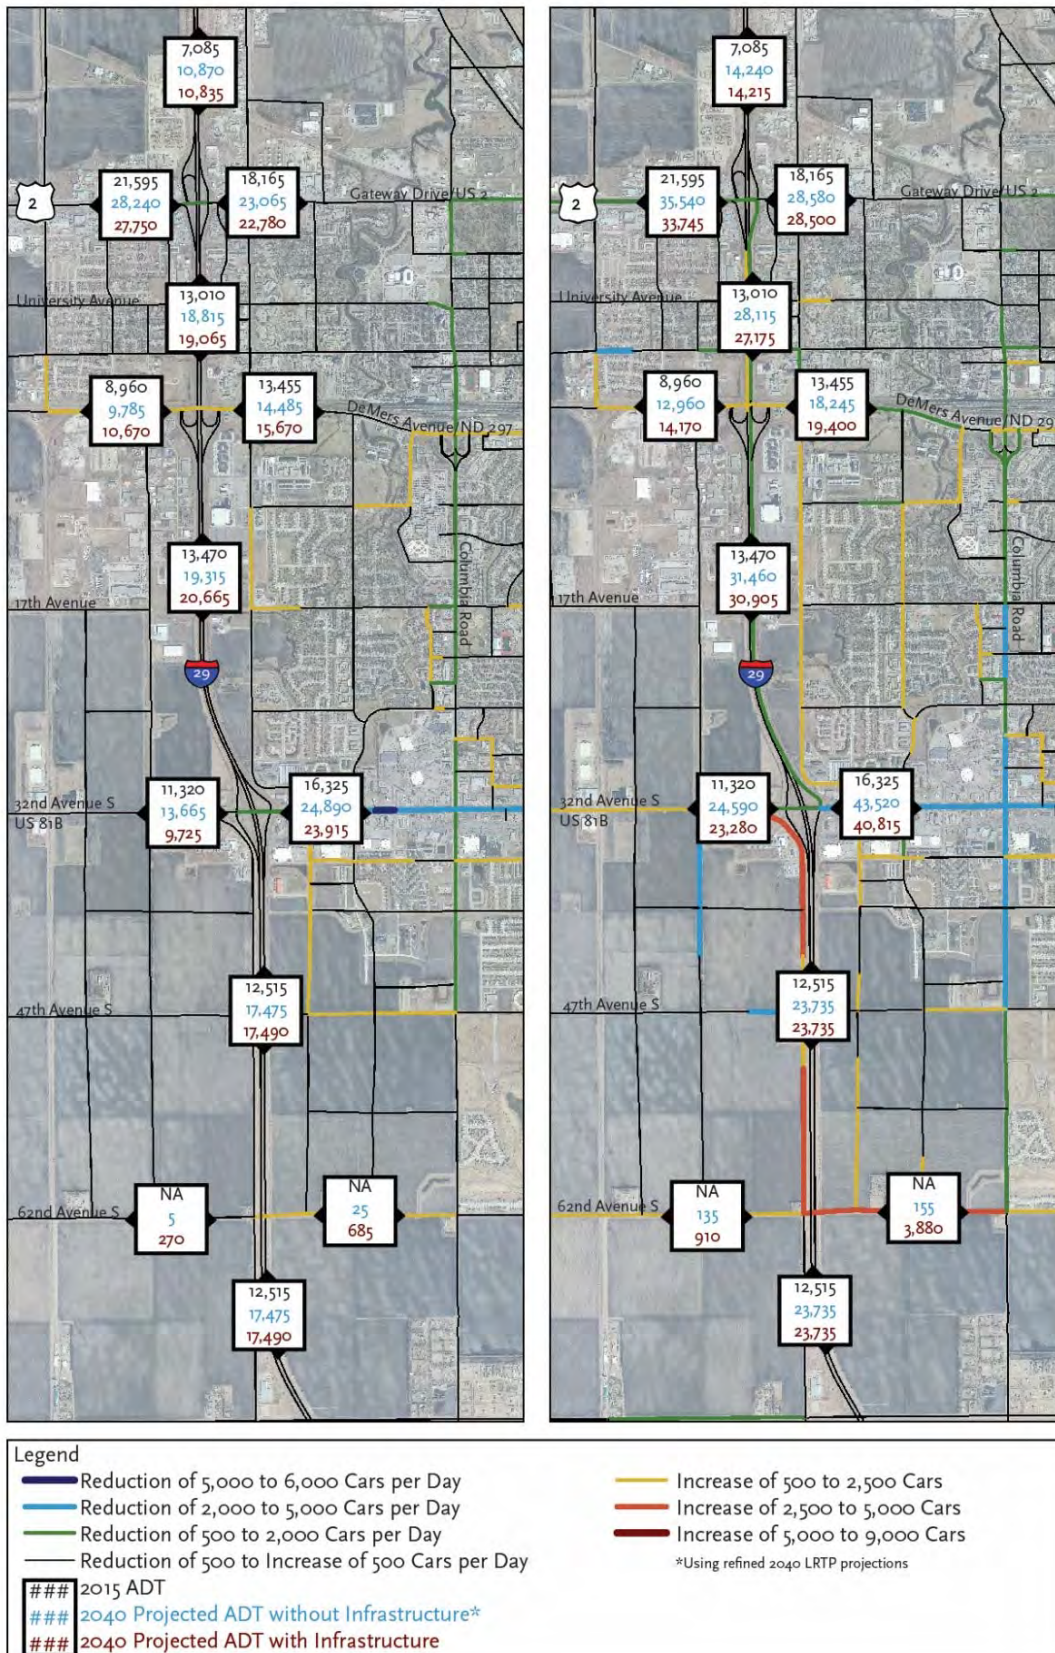 7,085
10,870
10,835
21,595
28,240
27,750
18,165
23,065
22,780
Gateway Drive/US 2
2
13,010
18,815
19,065
University Avenue
8,960
9,785
10,670
13,455
14,485
15,670
DeMers Avenue/ND 297
13,470
19,315
20,665
17th Avenue
Columbia Road
29
11,320
13,665
9,725
16,325
24,890
23,915
32nd Avenue S
US 81B
12,515
17,475
17,490
47th Avenue S
NA
5
270
NA
25
685
62nd Avenue S
12,515
17,475
17,490
7,085
14,240
14,215
21,595
35,540
33,745
18,165
28,580
28,500
Gateway Drive/US 2
2
13,010
28,115
27,175
University Avenue
8,960
12,960
14,170
13,455
18,245
19,400
DeMers Avenue/ND 29
13,470
31,460
30,905
17th Avenue
Columbia Road
29
11,320
24,590
23,280
16,325
43,520
40,815
32nd Avenue S
US 81B
12,515
23,735
23,735
47th Avenue S
NA
135
910
NA
155
3,880
62nd Avenue S
12,515
23,735
23,735
Legend
Reduction of 5,000 to 6,000 Cars per Day
Reduction of 2,000 to 5,000 Cars per Day
Reduction of 500 to 2,000 Cars per Day
Reduction of 500 to Increase of 500 Cars per Day
### 2015 ADT
### 2040 Projected ADT without Infrastructure*
### 2040 Projected ADT with Infrastructure
Increase of 500 to 2,500 Cars
Increase of 2,500 to 5,000 Cars
Increase of 5,000 to 9,000 Cars
*Using refined 2040 LRTP projections